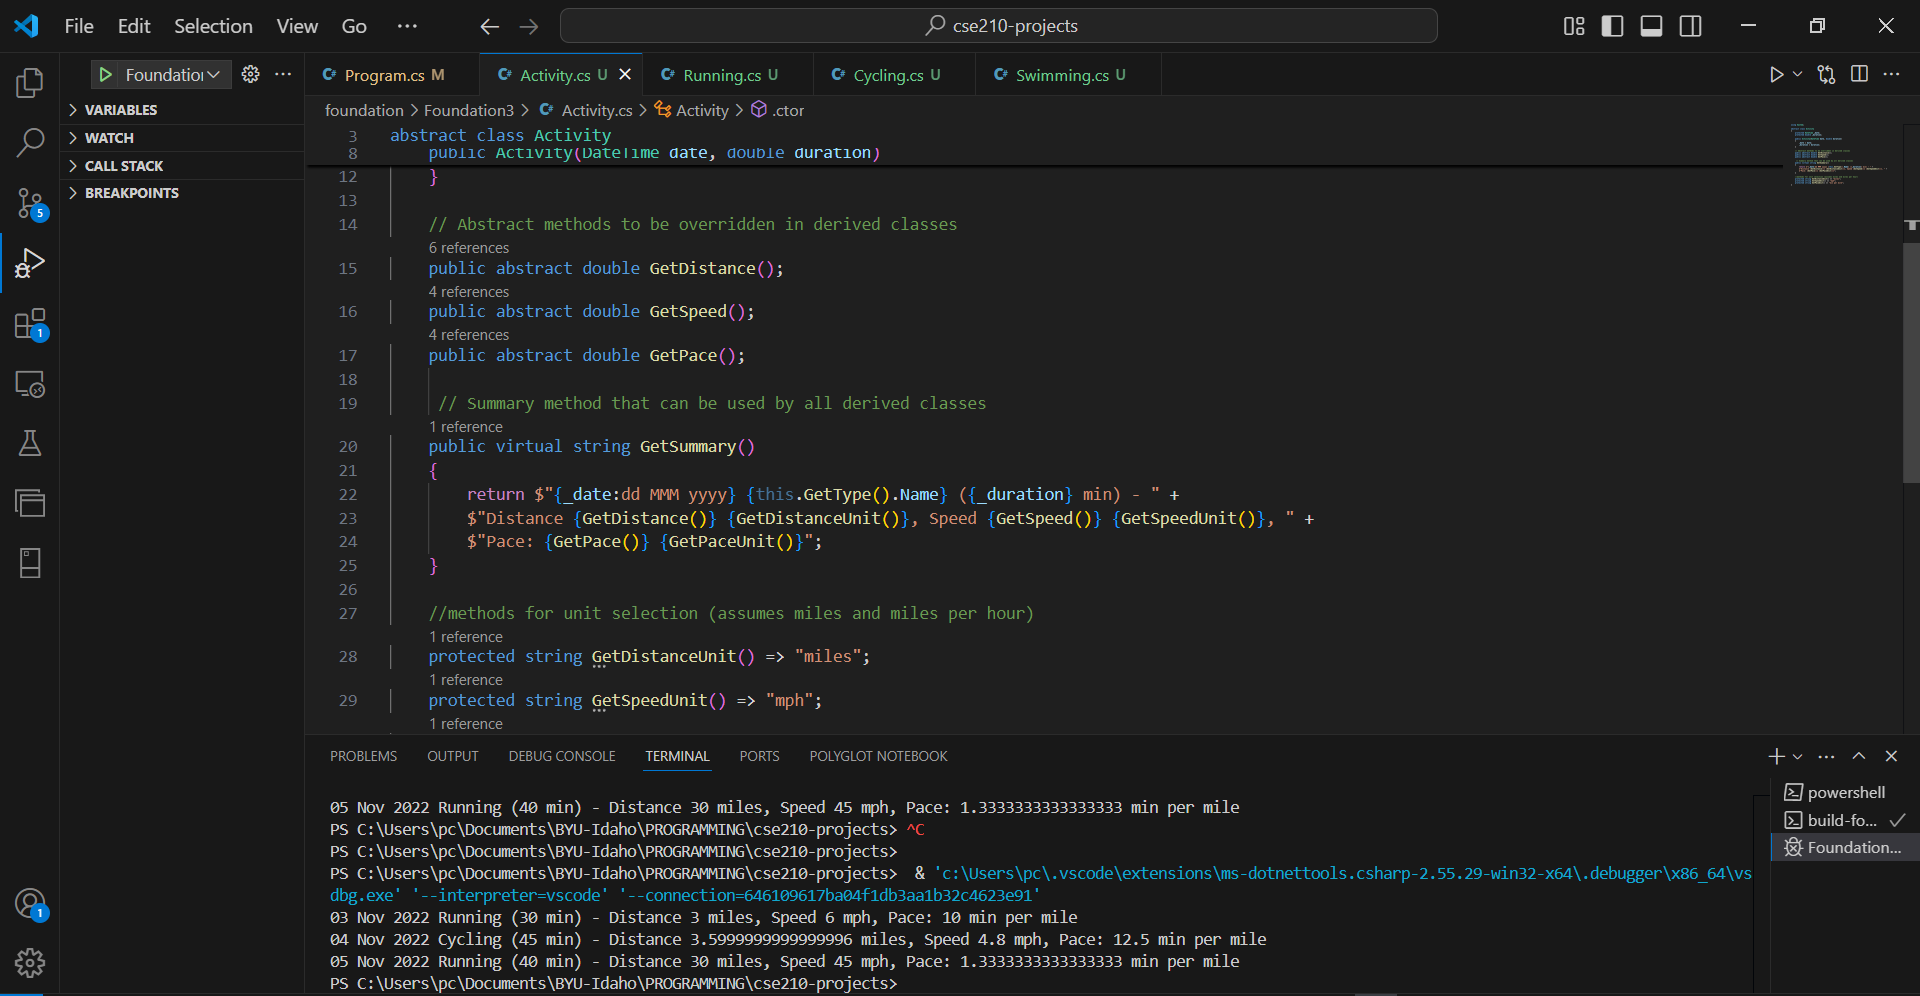 File Edit Selection View Go ··· cse210-projects
Foundation ···
VARIABLES
WATCH
CALL STACK
BREAKPOINTS
5
1
1
Program.cs M Activity.cs U Running.cs U Cycling.cs U Swimming.cs U
foundation > Foundation3 > Activity.cs > Activity > .ctor
3 abstract class Activity
8 public Activity(DateTime date, double duration)
12 }
13
14 // Abstract methods to be overridden in derived classes
6 references
15 public abstract double GetDistance();
4 references
16 public abstract double GetSpeed();
4 references
17 public abstract double GetPace();
18
19 // Summary method that can be used by all derived classes
1 reference
20 public virtual string GetSummary()
21 {
22 return $"{_date:dd MMM yyyy} {this.GetType().Name} ({_duration} min) - " +
23 $"Distance {GetDistance()} {GetDistanceUnit()}, Speed {GetSpeed()} {GetSpeedUnit()}, " +
24 $"Pace: {GetPace()} {GetPaceUnit()}";
25 }
26
27 //methods for unit selection (assumes miles and miles per hour)
1 reference
28 protected string GetDistanceUnit() => "miles";
1 reference
29 protected string GetSpeedUnit() => "mph";
1 reference
PROBLEMS OUTPUT DEBUG CONSOLE TERMINAL PORTS POLYGLOT NOTEBOOK
05 Nov 2022 Running (40 min) - Distance 30 miles, Speed 45 mph, Pace: 1.3333333333333333 min per mile
PS C:\Users\pc\Documents\BYU-Idaho\PROGRAMMING\cse210-projects> ^C
PS C:\Users\pc\Documents\BYU-Idaho\PROGRAMMING\cse210-projects>
PS C:\Users\pc\Documents\BYU-Idaho\PROGRAMMING\cse210-projects>  & 'c:\Users\pc\.vscode\extensions\ms-dotnettools.csharp-2.55.29-win32-x64\.debugger\x86_64\vs
dbg.exe' '--interpreter=vscode' '--connection=646109617ba04f1db3aa1b32c4623e91'
03 Nov 2022 Running (30 min) - Distance 3 miles, Speed 6 mph, Pace: 10 min per mile
04 Nov 2022 Cycling (45 min) - Distance 3.5999999999999996 miles, Speed 4.8 mph, Pace: 12.5 min per mile
05 Nov 2022 Running (40 min) - Distance 30 miles, Speed 45 mph, Pace: 1.3333333333333333 min per mile
PS C:\Users\pc\Documents\BYU-Idaho\PROGRAMMING\cse210-projects>
powershell
build-fo...
Foundation...